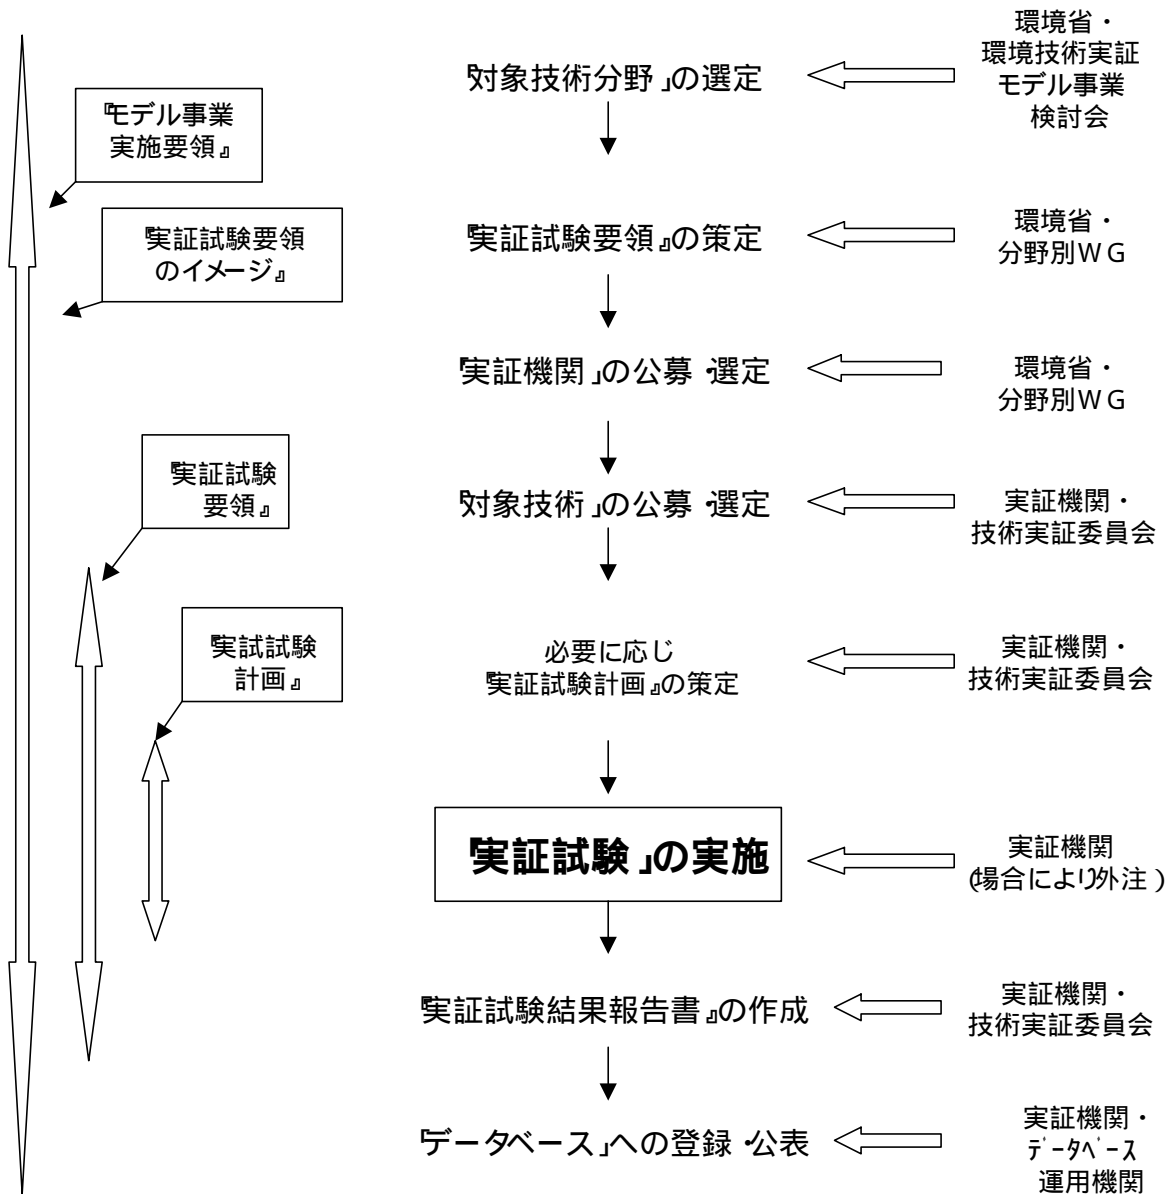 「対象技術分野」の選定
環境省・
環境技術実証
モデル事業
検討会
『モデル事業
実施要領』
『実証試験要領
のイメージ』
『実証試験要領』の策定
環境省・
分野別WG
「実証機関」の公募・選定
環境省・
分野別WG
『実証試験
要領』
「対象技術」の公募・選定
実証機関・
技術実証委員会
『実試試験
計画』
必要に応じ
『実証試験計画』の策定
実証機関・
技術実証委員会
「実証試験」の実施
実証機関
(場合により外注)
『実証試験結果報告書』の作成
実証機関・
技術実証委員会
「データベース」への登録・公表
実証機関・
ﾃﾞｰﾀﾍﾞｰｽ
運用機関